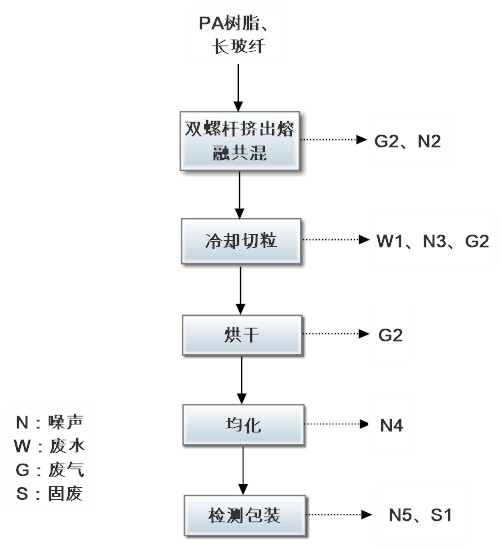 PA树脂、
长玻纤
双螺杆挤出熔
融共混
G2、N2
冷却切粒
W1、N3、G2
烘干
G2
均化
N4
N：噪声
W：废水
G：废气
S：固废
检测包装
N5、S1